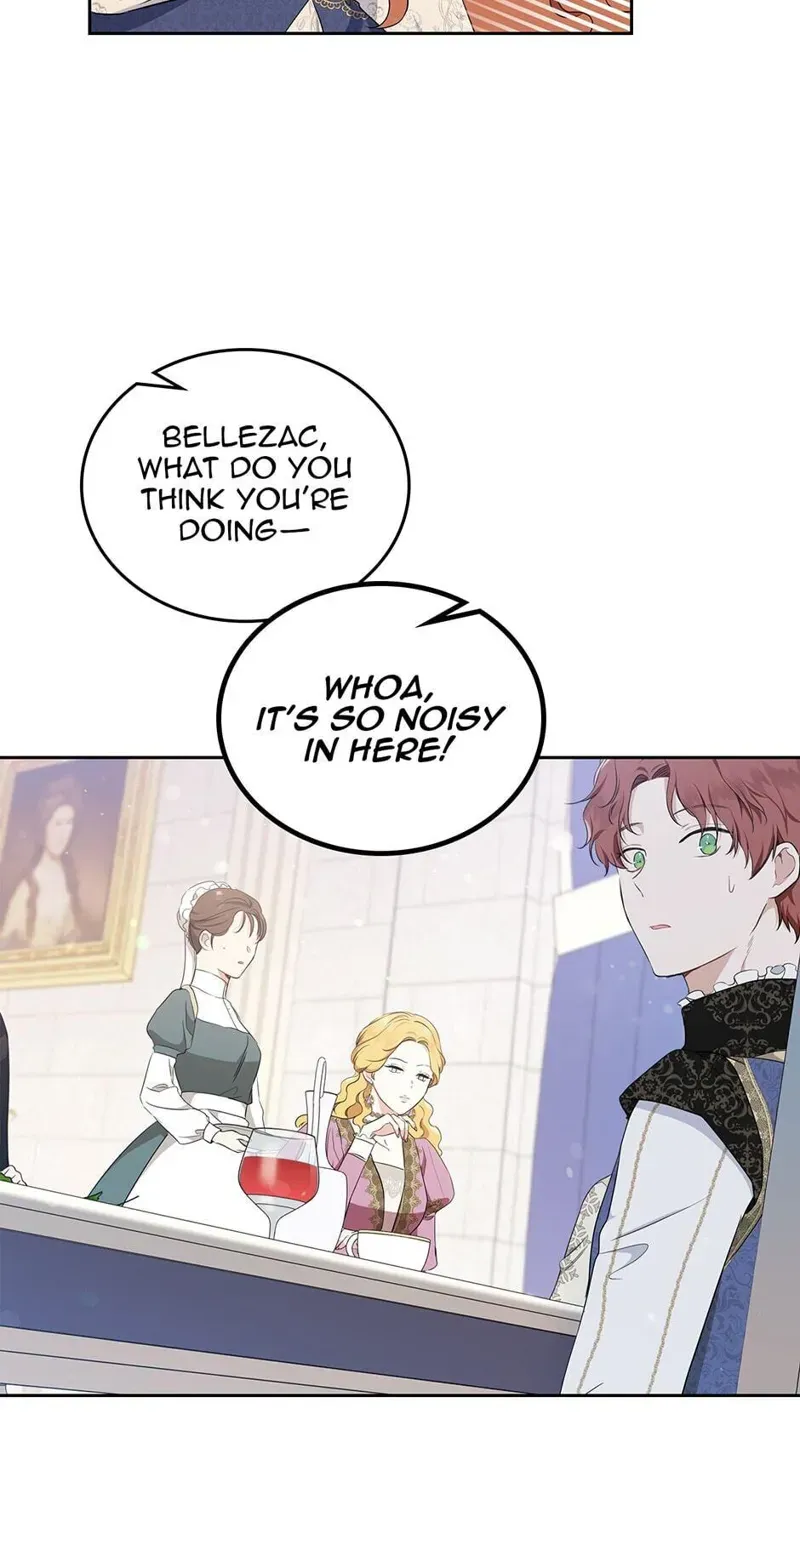 BELLEZAC,
WHAT DO YOU
THINK YOU'RE
DOING—
WHOA,
IT'S SO NOISY
IN HERE!